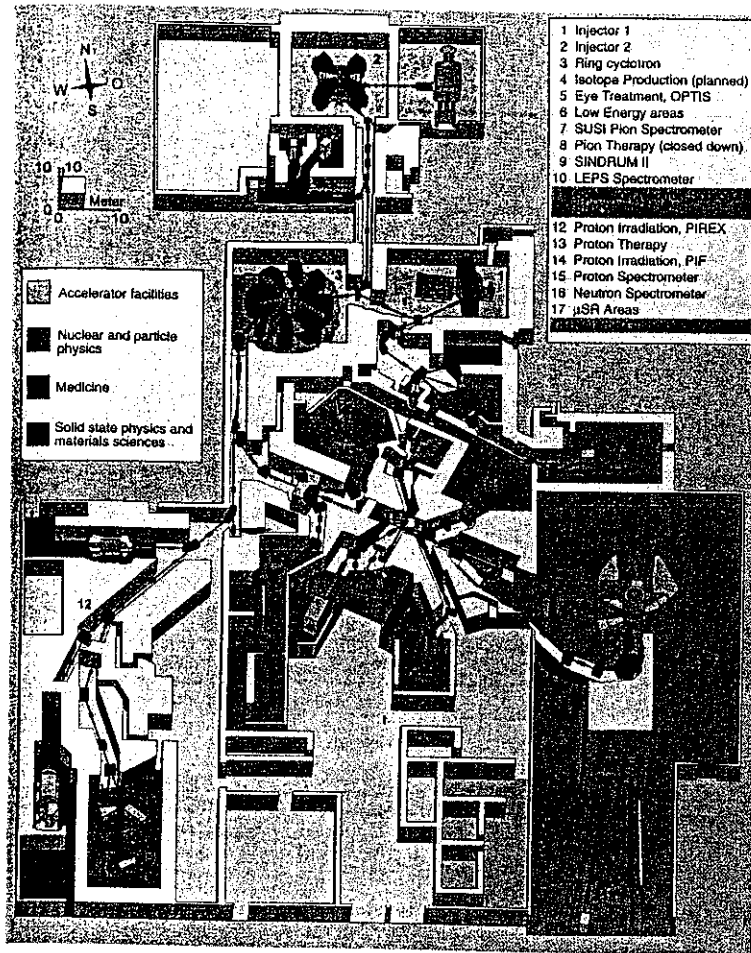 N
W
O
S
10
10
Meter
0
0
10
1 Injector 1
2 Injector 2
3 Ring cyclotron
4 Isotope Production (planned)
5 Eye Treatment, OPTIS
6 Low Energy areas
7 SUSI Pion Spectrometer
8 Pion Therapy (closed down)
9 SINDRUM II
10 LEPS Spectrometer
12 Proton Irradiation, PIREX
13 Proton Therapy
14 Proton Irradiation, PIF
15 Proton Spectrometer
16 Neutron Spectrometer
17 µSR Areas
Accelerator facilities
Nuclear and particle
physics
Medicine
Solid state physics and
materials sciences
2
3
1
12